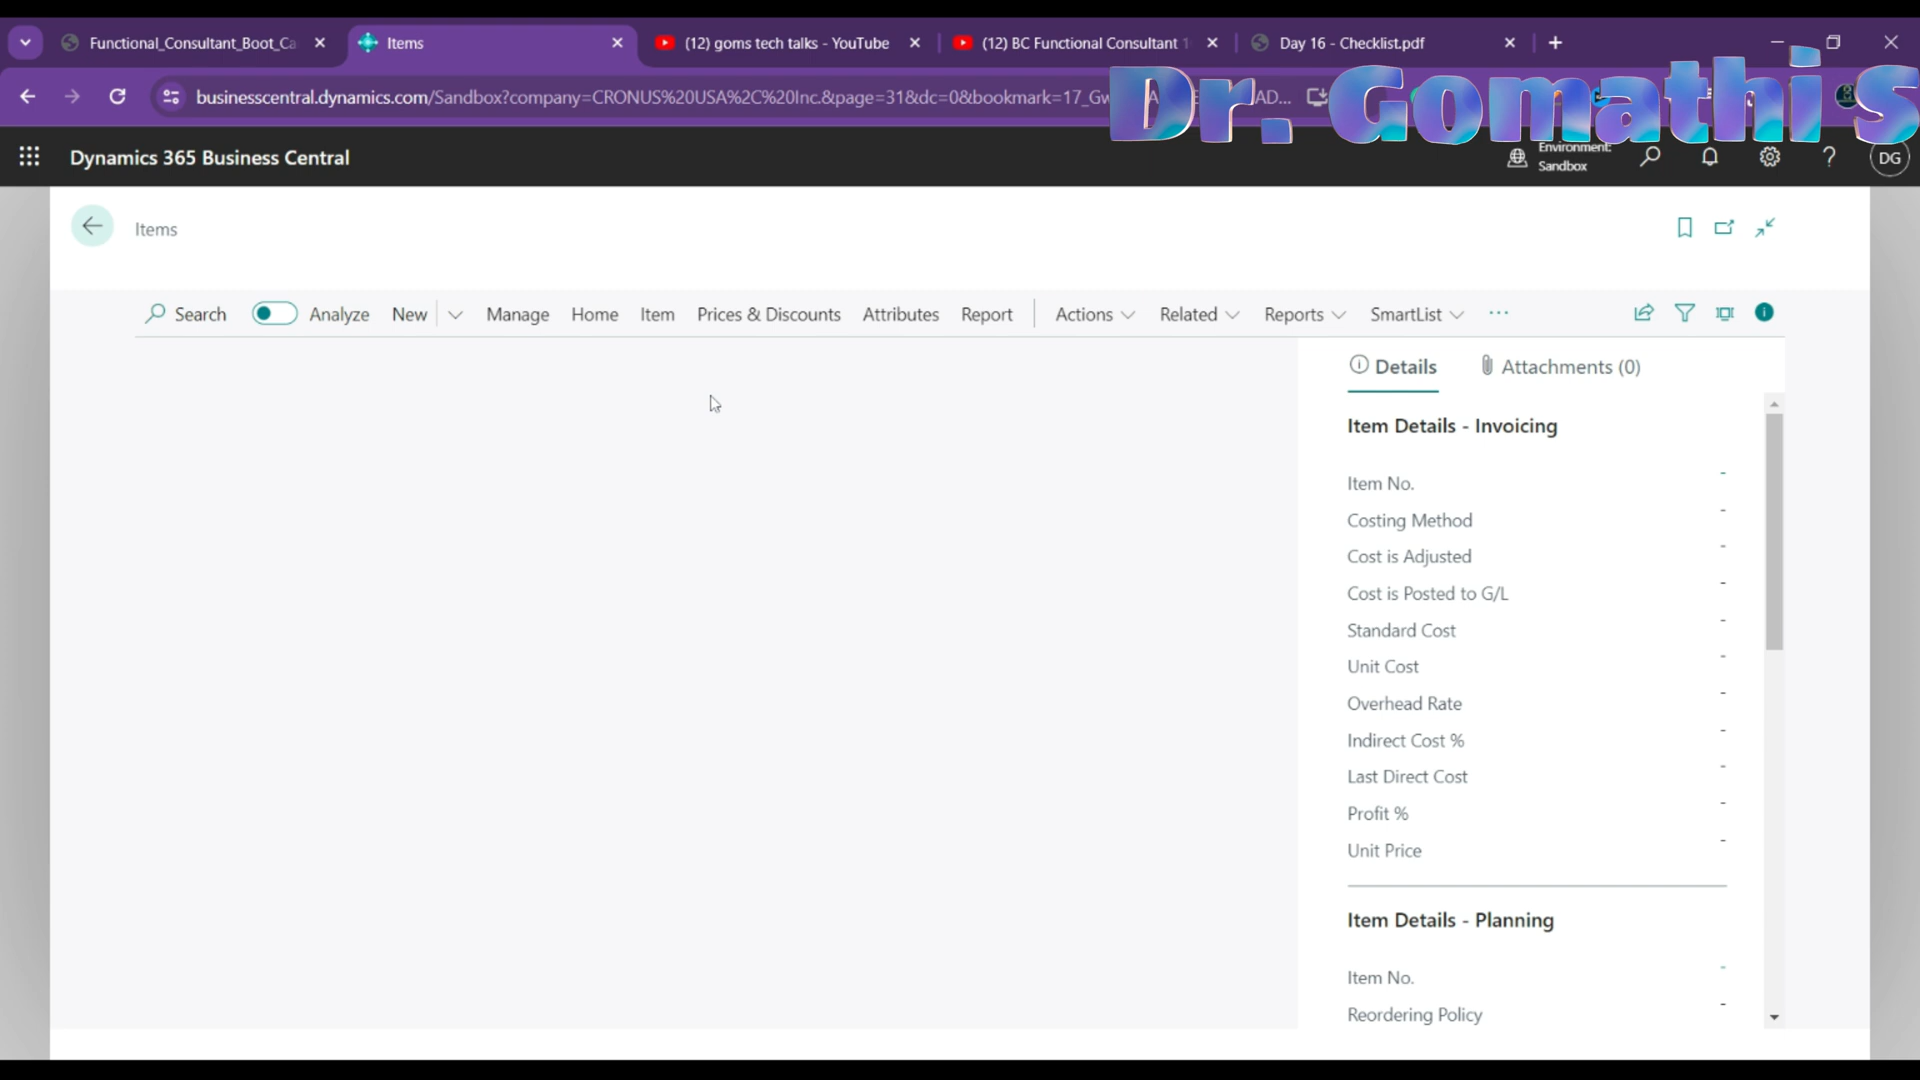 Functional_Consultant_Boot_Ca
Items
(12) goms tech talks - YouTube
(12) BC Functional Consultant 1
Day 16 - Checklist.pdf
businesscentral.dynamics.com/Sandbox?company=CRONUS%20USA%2C%20Inc.&page=31&dc=0&bookmark=17_Gw
AD...
Dr. Gomathi S
Dynamics 365 Business Central
Environment:
Sandbox
DG
Items
Search
Analyze
New
Manage
Home
Item
Prices & Discounts
Attributes
Report
Actions
Related
Reports
SmartList
Details
Attachments (0)
Item Details - Invoicing
Item No. -
Costing Method -
Cost is Adjusted -
Cost is Posted to G/L -
Standard Cost -
Unit Cost -
Overhead Rate -
Indirect Cost % -
Last Direct Cost -
Profit % -
Unit Price -
Item Details - Planning
Item No. -
Reordering Policy -